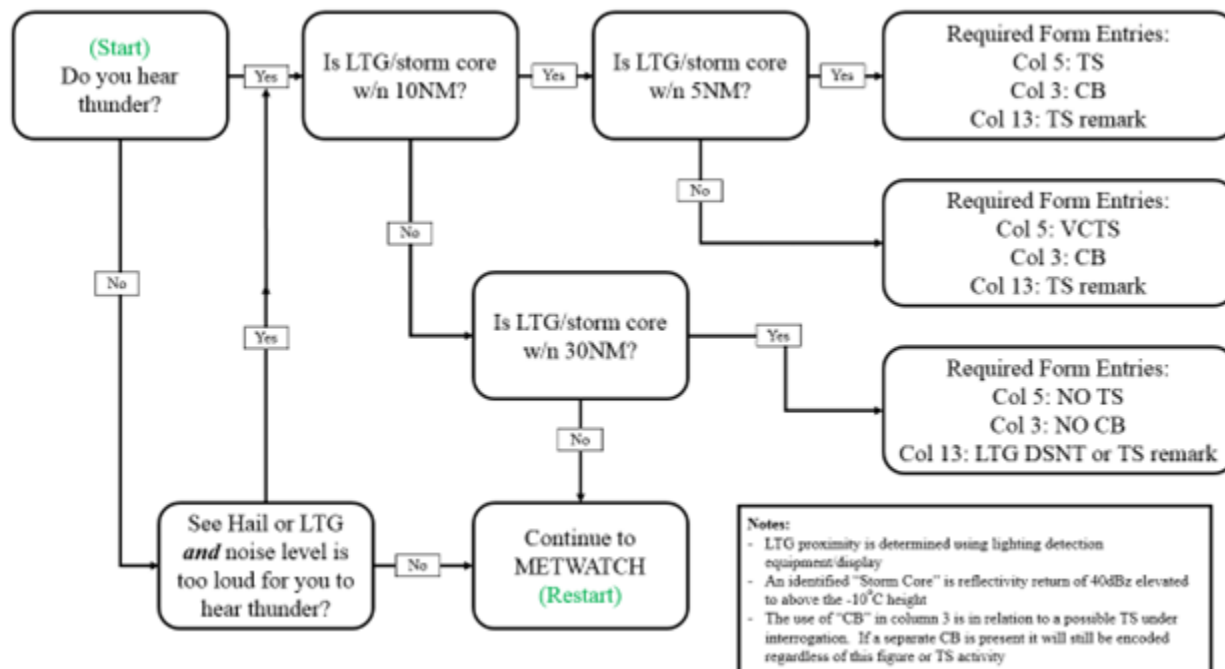 (Start)
Do you hear
thunder?
Yes
Is LTG/storm core
w/n 10NM?
Yes
Is LTG/storm core
w/n 5NM?
Yes
Required Form Entries:
Col 5: TS
Col 3: CB
Col 13: TS remark
No
Required Form Entries:
Col 5: VCTS
Col 3: CB
Col 13: TS remark
No
No
Yes
Is LTG/storm core
w/n 30NM?
Yes
Required Form Entries:
Col 5: NO TS
Col 3: NO CB
Col 13: LTG DSNT or TS remark
No
See Hail or LTG
and noise level is
too loud for you to
hear thunder?
No
Continue to
METWATCH
(Restart)
Notes:
- LTG proximity is determined using lighting detection
equipment/display
- An identified “Storm Core” is reflectivity return of 40dBz elevated
to above the -10°C height
- The use of “CB” in column 3 is in relation to a possible TS under
interrogation. If a separate CB is present it will still be encoded
regardless of this figure or TS activity